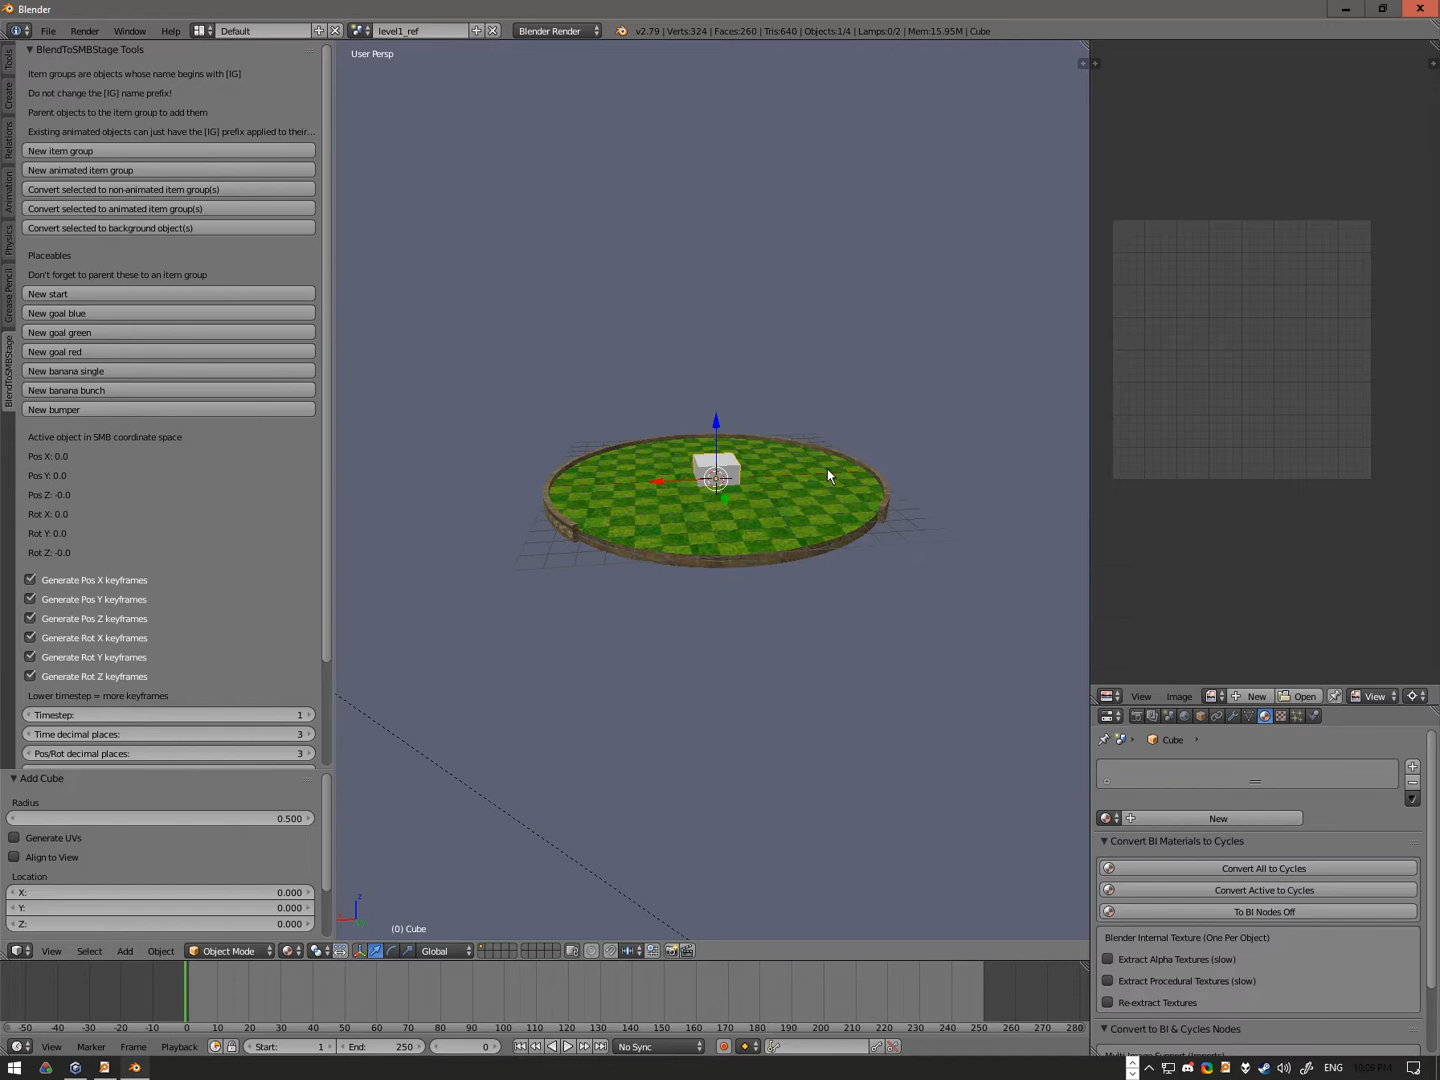 Blender
File Render Window Help Default level1_ref Blender Render v2.79 | Verts:324 | Faces:260 | Tris:640 | Objects:1/4 | Lamps:0/2 | Mem:15.95M | Cube
Tools
Create
Relations
Animation
Physics
Grease Pencil
BlendToSMBStage
BlendToSMBStage Tools
Item groups are objects whose name begins with [IG]
Do not change the [IG] name prefix!
Parent objects to the item group to add them
Existing animated objects can just have the [IG] prefix applied to their...
New item group
New animated item group
Convert selected to non-animated item group(s)
Convert selected to animated item group(s)
Convert selected to background object(s)
Placeables
Don't forget to parent these to an item group
New start
New goal blue
New goal green
New goal red
New banana single
New banana bunch
New bumper
Active object in SMB coordinate space
Pos X: 0.0
Pos Y: 0.0
Pos Z: -0.0
Rot X: 0.0
Rot Y: 0.0
Rot Z: -0.0
Generate Pos X keyframes
Generate Pos Y keyframes
Generate Pos Z keyframes
Generate Rot X keyframes
Generate Rot Y keyframes
Generate Rot Z keyframes
Lower timestep = more keyframes
Timestep: 1
Time decimal places: 3
Pos/Rot decimal places: 3
Add Cube
Radius
0.500
Generate UVs
Align to View
Location
X: 0.000
Y: 0.000
Z: 0.000
User Persp
z
(0) Cube
View Select Add Object Object Mode Global
View Image New Open View
Cube
New
Convert BI Materials to Cycles
Convert All to Cycles
Convert Active to Cycles
To BI Nodes Off
Blender Internal Texture (One Per Object)
Extract Alpha Textures (slow)
Extract Procedural Textures (slow)
Re-extract Textures
Convert to BI & Cycles Nodes
-50 -40 -30 -20 -10 0 10 20 30 40 50 60 70 80 90 100 110 120 130 140 150 160 170 180 190 200 210 220 230 240 250 260 270 280
View Marker Frame Playback Start: 1 End: 250 0 No Sync
ENG 10:09 PM